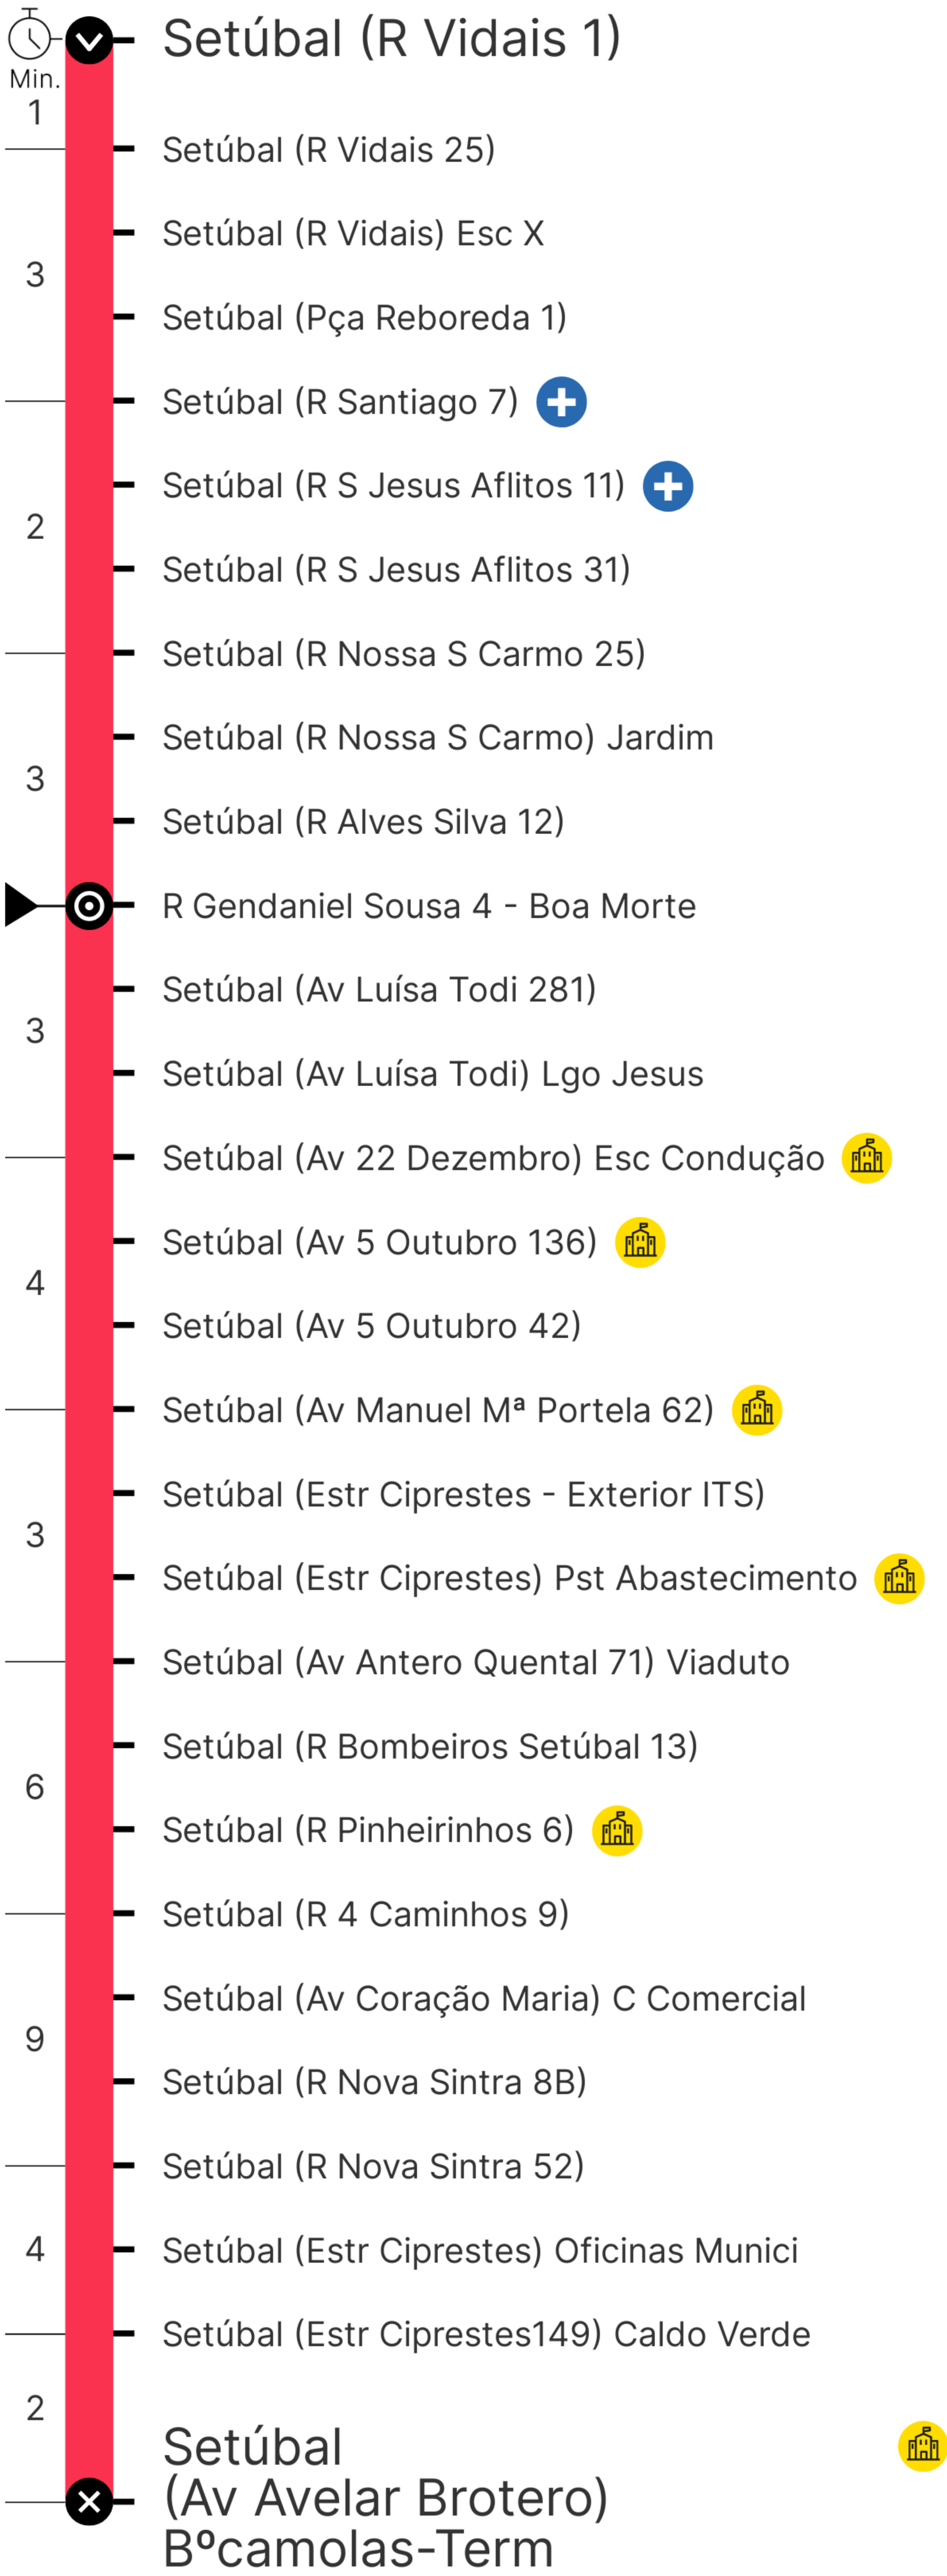 Setúbal (R Vidais 1)
Min.
1
Setúbal (R Vidais 25)
Setúbal (R Vidais) Esc X
3
Setúbal (Pça Reboreda 1)
Setúbal (R Santiago 7)
Setúbal (R S Jesus Aflitos 11)
2
Setúbal (R S Jesus Aflitos 31)
Setúbal (R Nossa S Carmo 25)
Setúbal (R Nossa S Carmo) Jardim
3
Setúbal (R Alves Silva 12)
R Gendaniel Sousa 4 - Boa Morte
Setúbal (Av Luísa Todi 281)
3
Setúbal (Av Luísa Todi) Lgo Jesus
Setúbal (Av 22 Dezembro) Esc Condução
Setúbal (Av 5 Outubro 136)
4
Setúbal (Av 5 Outubro 42)
Setúbal (Av Manuel Mª Portela 62)
Setúbal (Estr Ciprestes - Exterior ITS)
3
Setúbal (Estr Ciprestes) Pst Abastecimento
Setúbal (Av Antero Quental 71) Viaduto
Setúbal (R Bombeiros Setúbal 13)
6
Setúbal (R Pinheirinhos 6)
Setúbal (R 4 Caminhos 9)
Setúbal (Av Coração Maria) C Comercial
9
Setúbal (R Nova Sintra 8B)
Setúbal (R Nova Sintra 52)
4
Setúbal (Estr Ciprestes) Oficinas Munici
Setúbal (Estr Ciprestes149) Caldo Verde
2
Setúbal
(Av Avelar Brotero)
Bºcamolas-Term